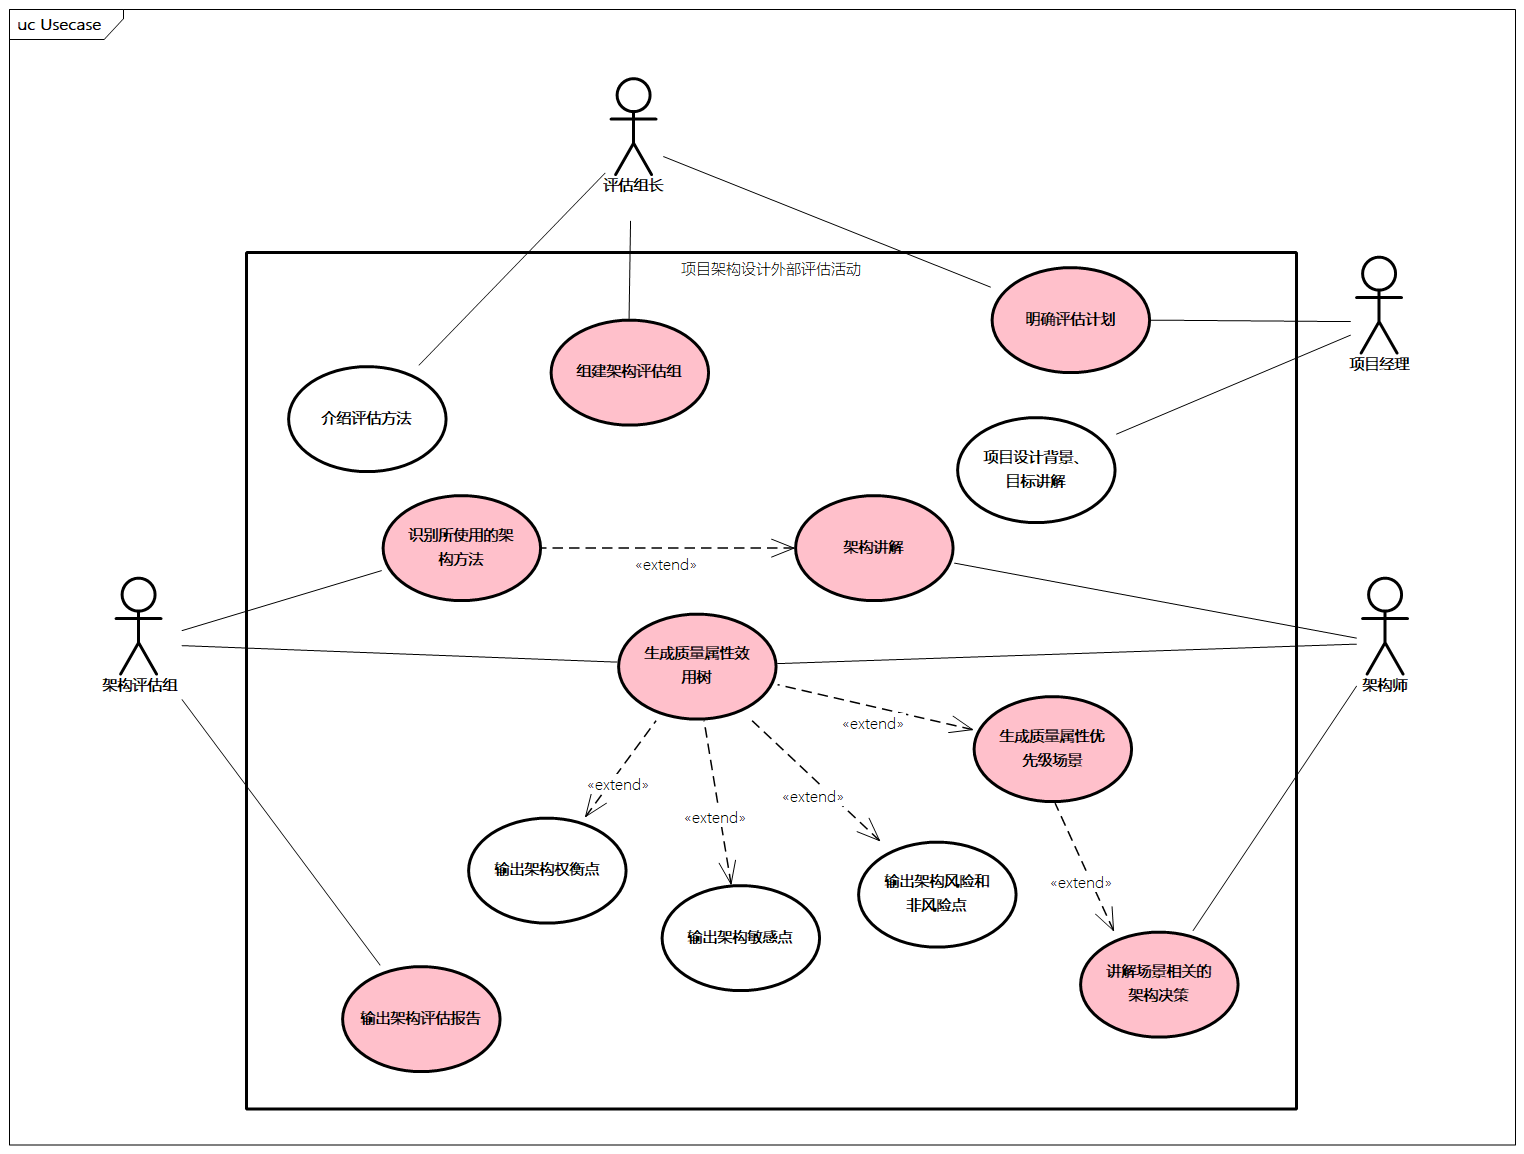 uc Usecase
评估组长
项目架构设计外部评估活动
明确评估计划
项目经理
组建架构评估组
介绍评估方法
项目设计背景、
目标讲解
识别所使用的架
构方法
«extend»
架构讲解
架构评估组
生成质量属性效
用树
架构师
«extend»
生成质量属性优
先级场景
«extend»
«extend»
«extend»
输出架构权衡点
输出架构敏感点
输出架构风险和
非风险点
«extend»
讲解场景相关的
架构决策
输出架构评估报告